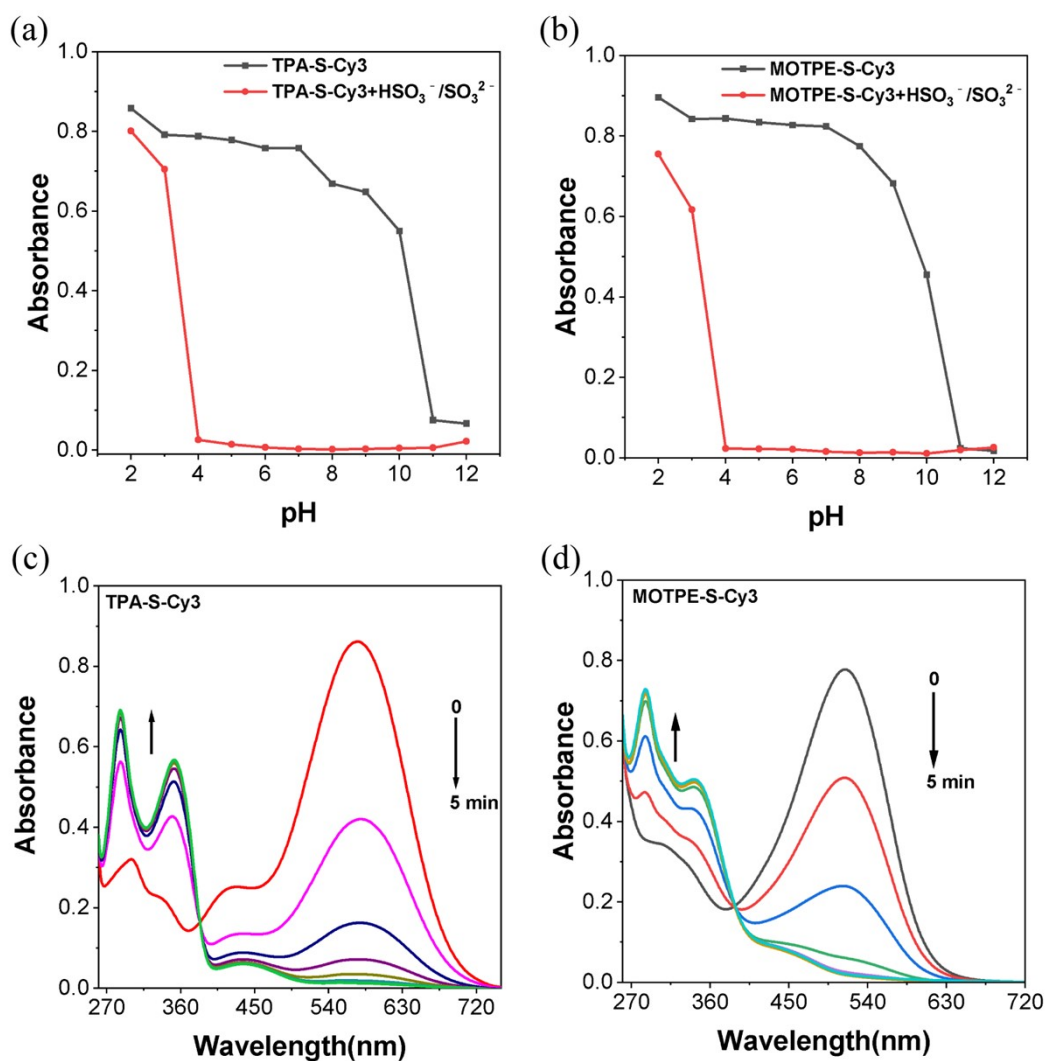 (a)
1.0
0.8
0.6
0.4
0.2
0.0
Absorbance
TPA-S-Cy3
TPA-S-Cy3+HSO₃⁻/SO₃²⁻
2 4 6 8 10 12
pH
(b)
1.0
0.8
0.6
0.4
0.2
0.0
Absorbance
MOTPE-S-Cy3
MOTPE-S-Cy3+HSO₃⁻/SO₃²⁻
2 4 6 8 10 12
pH
(c)
1.0
0.8
0.6
0.4
0.2
0.0
Absorbance
TPA-S-Cy3
0
5 min
270 360 450 540 630
Wavelength(nm)
(d)
1.0
0.8
0.6
0.4
0.2
0.0
Absorbance
MOTPE-S-Cy3
0
5 min
270 360 450 540 630 720
Wavelength(nm)